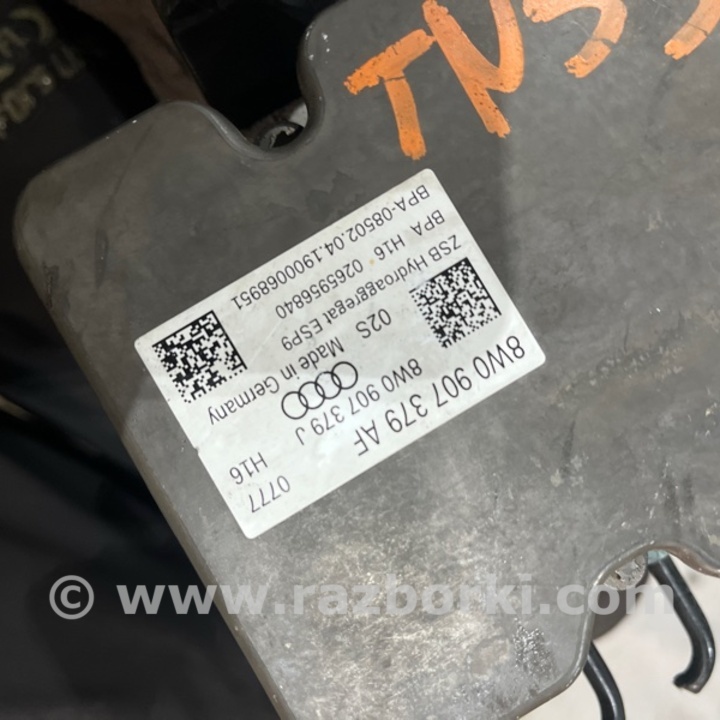 8W0 907 379 AF
8W0 907 379 J
0777
H16
02S Made in Germany
ZSB Hydroaggregat ESP9
BPA H16 0265956840
BPA-08502.04.1900068951
© www.razborki.com